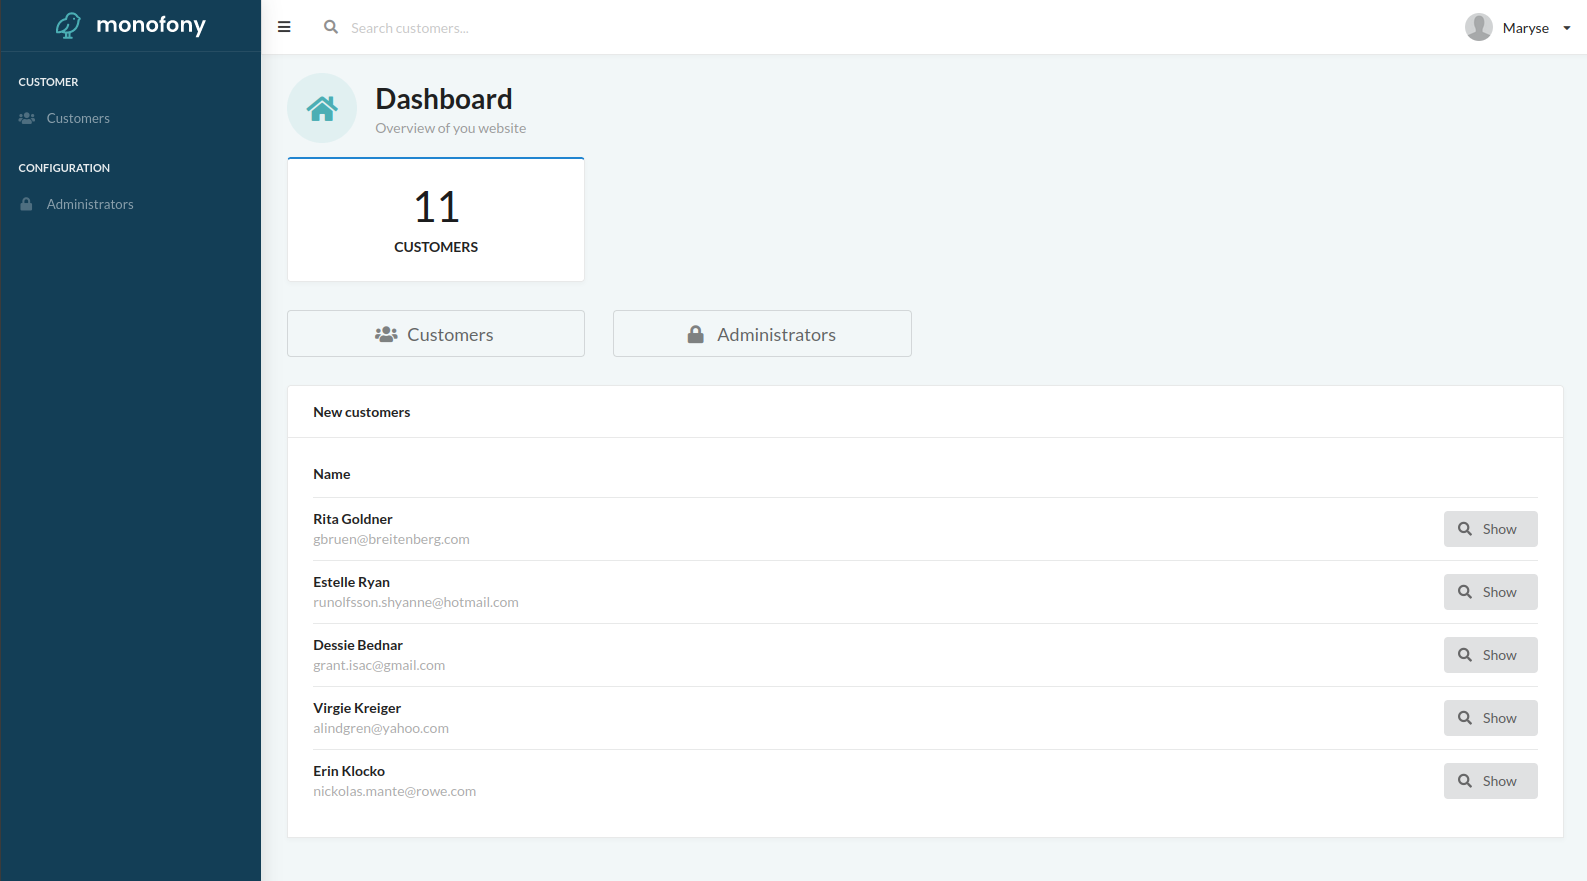 monofony
Search customers...
Maryse
CUSTOMER
Customers
CONFIGURATION
Administrators
Dashboard
Overview of you website
11
CUSTOMERS
Customers
Administrators
New customers
Name
Rita Goldner
gbruen@breitenberg.com
Show
Estelle Ryan
runolfsson.shyanne@hotmail.com
Show
Dessie Bednar
grant.isac@gmail.com
Show
Virgie Kreiger
alindgren@yahoo.com
Show
Erin Klocko
nickolas.mante@rowe.com
Show